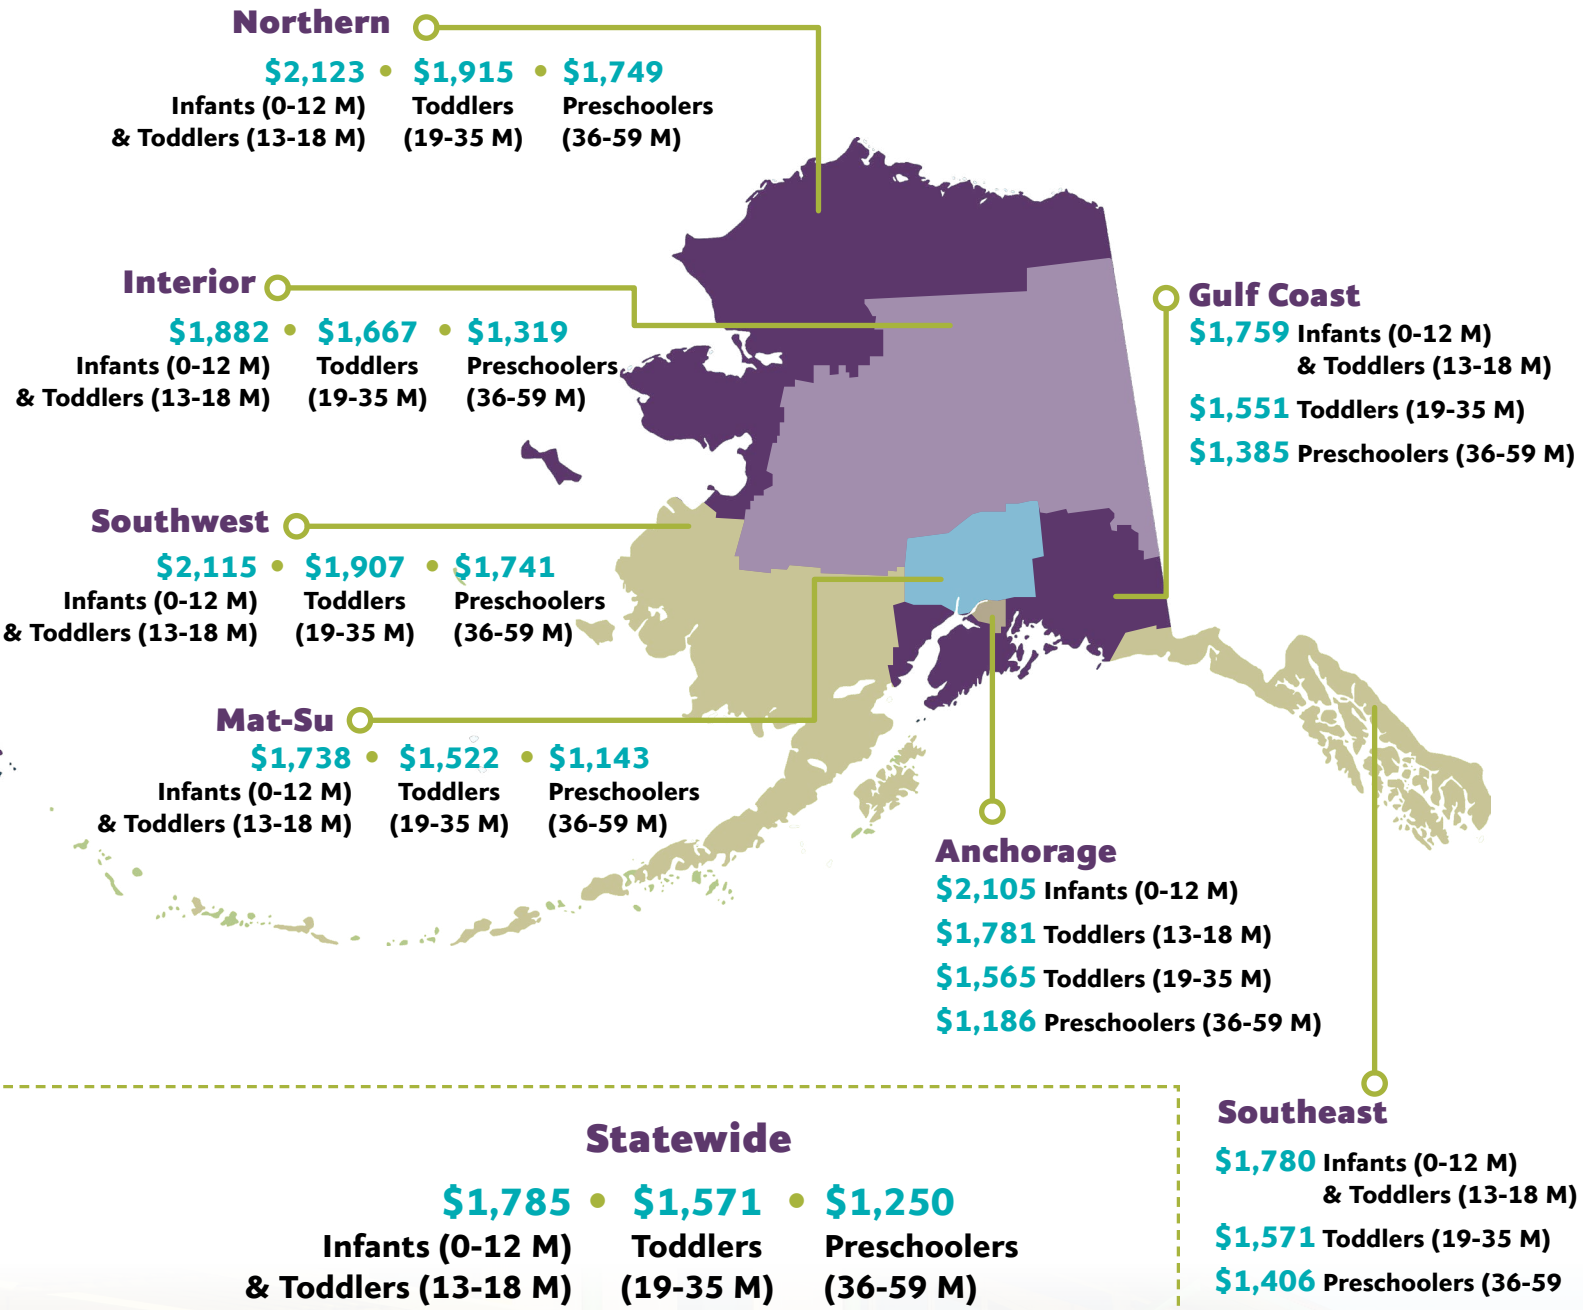 Northern
$2,123 • $1,915 • $1,749
Infants (0-12 M) Toddlers Preschoolers
& Toddlers (13-18 M) (19-35 M) (36-59 M)
Interior
$1,882 • $1,667 • $1,319
Infants (0-12 M) Toddlers Preschoolers
& Toddlers (13-18 M) (19-35 M) (36-59 M)
Gulf Coast
$1,759 Infants (0-12 M)
& Toddlers (13-18 M)
$1,551 Toddlers (19-35 M)
$1,385 Preschoolers (36-59 M)
Southwest
$2,115 • $1,907 • $1,741
Infants (0-12 M) Toddlers Preschoolers
& Toddlers (13-18 M) (19-35 M) (36-59 M)
Mat-Su
$1,738 • $1,522 • $1,143
Infants (0-12 M) Toddlers Preschoolers
& Toddlers (13-18 M) (19-35 M) (36-59 M)
Anchorage
$2,105 Infants (0-12 M)
$1,781 Toddlers (13-18 M)
$1,565 Toddlers (19-35 M)
$1,186 Preschoolers (36-59 M)
Southeast
$1,780 Infants (0-12 M)
& Toddlers (13-18 M)
$1,571 Toddlers (19-35 M)
$1,406 Preschoolers (36-59
Statewide
$1,785 • $1,571 • $1,250
Infants (0-12 M) Toddlers Preschoolers
& Toddlers (13-18 M) (19-35 M) (36-59 M)